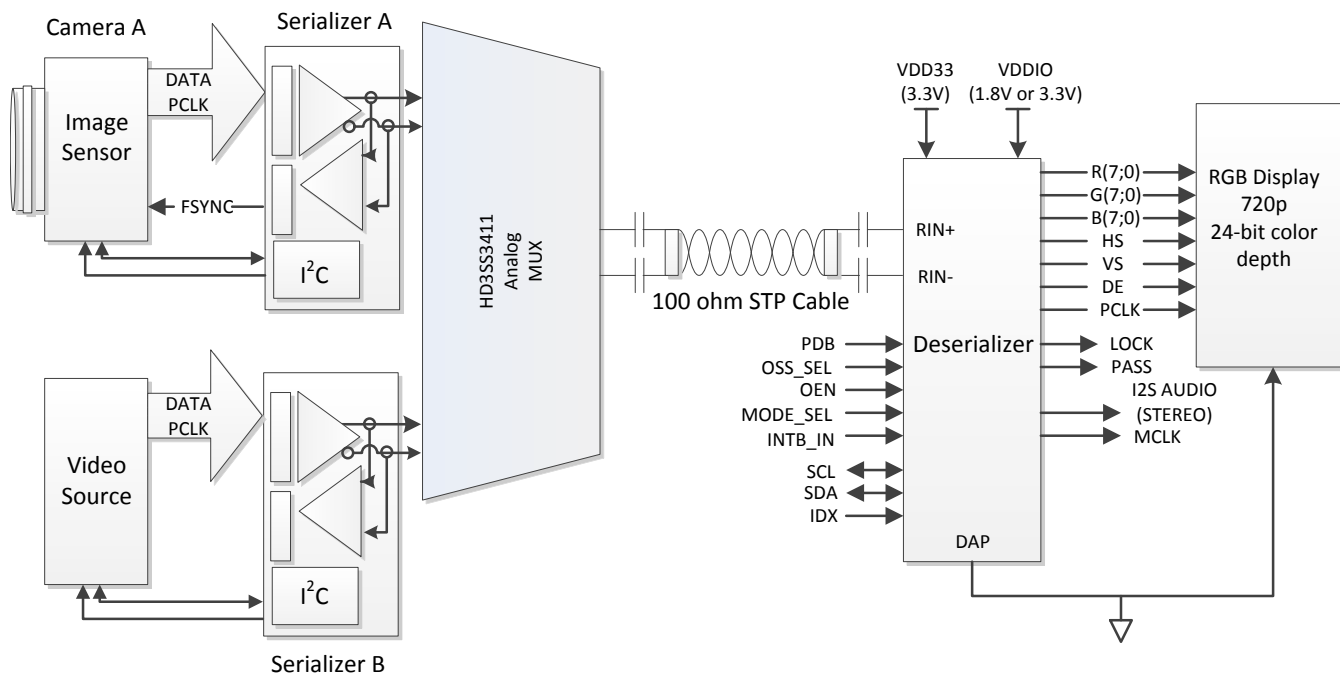 Camera A
Serializer A
Image
Sensor
DATA
PCLK
FSYNC
I²C
Video
Source
DATA
PCLK
I²C
Serializer B
HD3SS3411
Analog
MUX
100 ohm STP Cable
VDD33
(3.3V)
VDDIO
(1.8V or 3.3V)
RIN+
RIN-
Deserializer
DAP
PDB
OSS_SEL
OEN
MODE_SEL
INTB_IN
SCL
SDA
IDX
R(7;0)
G(7;0)
B(7;0)
HS
VS
DE
PCLK
LOCK
PASS
I2S AUDIO
(STEREO)
MCLK
RGB Display
720p
24-bit color
depth